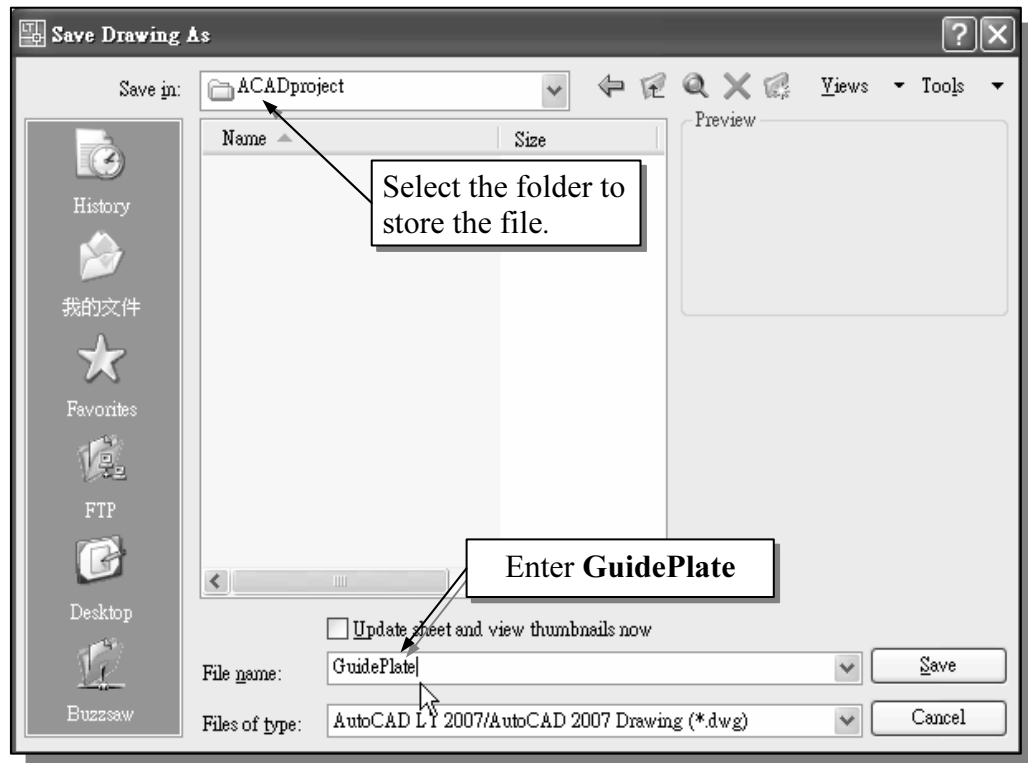 Save Drawing As
Save in:
ACADproject
Views
Tools
Name
Size
Preview
Select the folder to
store the file.
History
我的文件
Favorites
FTP
Desktop
Buzzsaw
Enter GuidePlate
Update sheet and view thumbnails now
File name:
GuidePlate
Save
Files of type:
AutoCAD LT 2007/AutoCAD 2007 Drawing (*.dwg)
Cancel